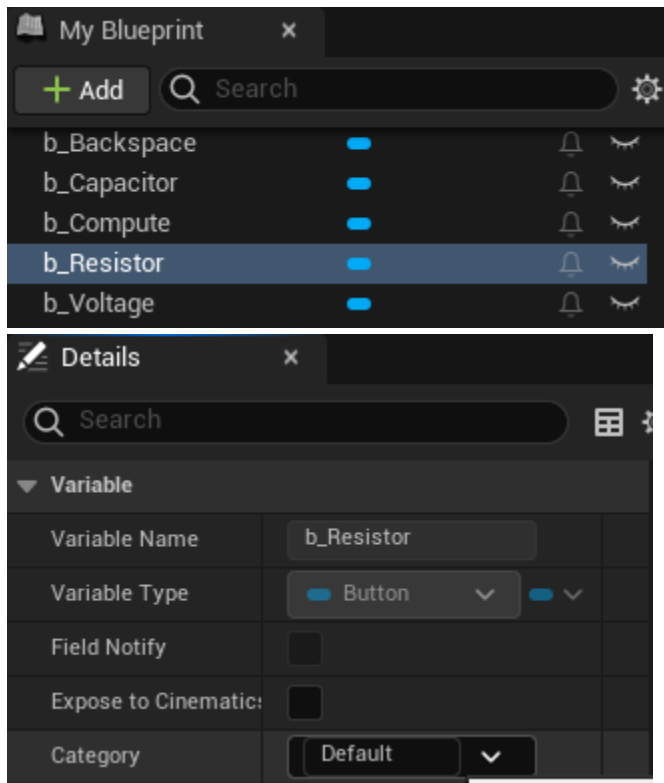 My Blueprint
Add Search
b_Backspace
b_Capacitor
b_Compute
b_Resistor
b_Voltage
Details
Search
Variable
Variable Name b_Resistor
Variable Type Button
Field Notify
Expose to Cinematics
Category Default